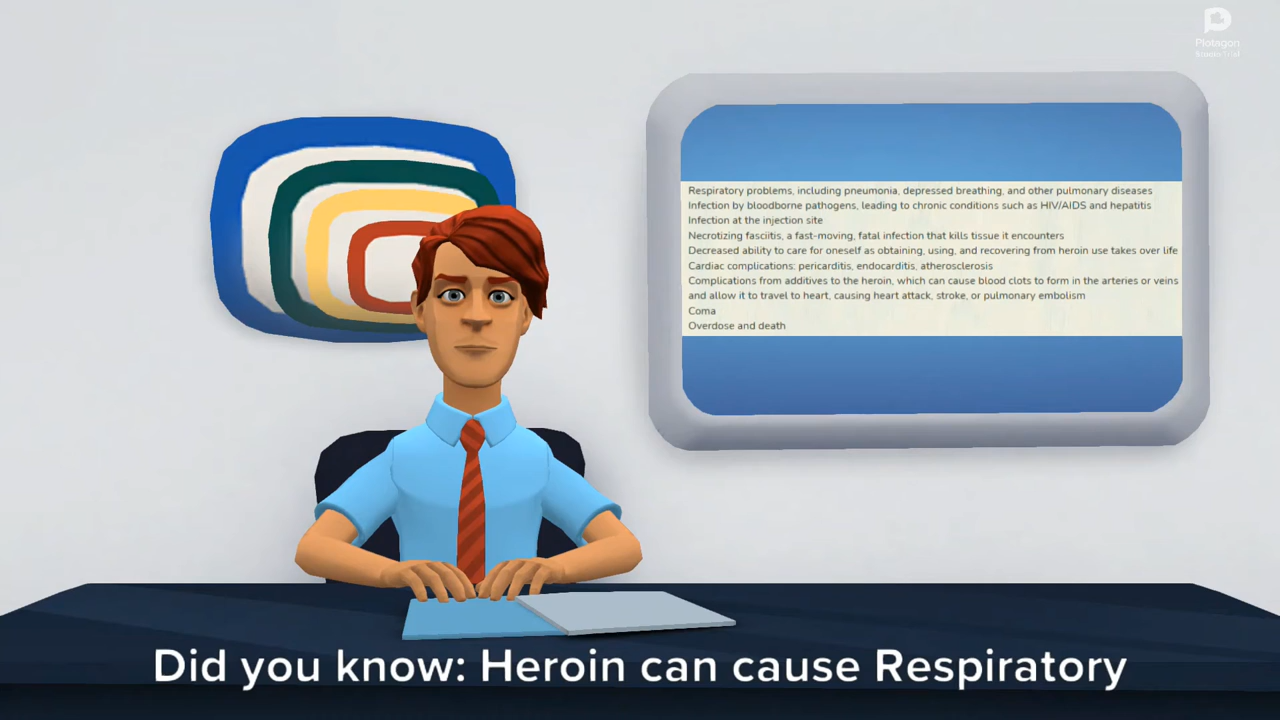 Plotagon
Respiratory problems, including pneumonia, depressed breathing, and other pulmonary diseases
Infection by bloodborne pathogens, leading to chronic conditions such as HIV/AIDS and hepatitis
Infection at the injection site
Necrotizing fasciitis, a fast-moving, fatal infection that kills tissue it encounters
Decreased ability to care for oneself as obtaining, using, and recovering from heroin use takes over life
Cardiac complications: pericarditis, endocarditis, atherosclerosis
Complications from additives to the heroin, which can cause blood clots to form in the arteries or veins
and allow it to travel to heart, causing heart attack, stroke, or pulmonary embolism
Coma
Overdose and death
Did you know: Heroin can cause Respiratory